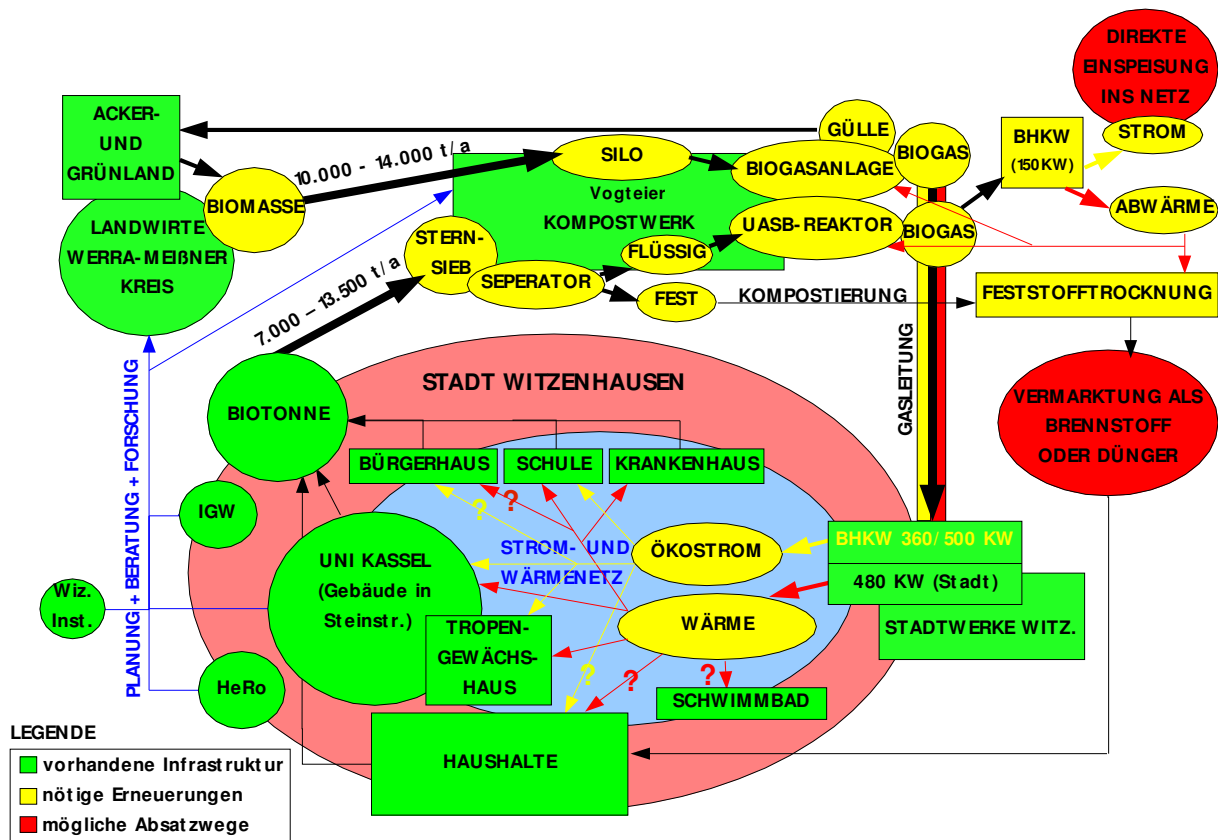 DIREKTE
EINSPEISUNG
INS NETZ
STROM
ACKER-
UND
GRÜNLAND
GÜLLE
BHKW
(150KW)
10.000 - 14.000 t/a
SILO
BIOGASANLAGE
BIOGAS
BIOMASSE
Vogteier
KOMPOSTWERK
ABWÄRME
LANDWIRTE
WERRA-MEIßNER
KREIS
STERN-
SIEB
UASB-REAKTOR
BIOGAS
FLÜSSIG
SEPERATOR
FEST
KOMPOSTIERUNG
FESTSTOFFTROCKNUNG
7.000 – 13.500 t/a
GASLEITUNG
STADT WITZENHAUSEN
VERMARKTUNG ALS
BRENNSTOFF
ODER DÜNGER
BIOTONNE
BÜRGERHAUS
SCHULE
KRANKENHAUS
?
?
PLANUNG + BERATUNG + FORSCHUNG
IGW
UNI KASSEL
(Gebäude in
Steinstr.)
STROM- UND
WÄRMENETZ
ÖKOSTROM
BHKW 360/500 KW
480 KW (Stadt)
Wiz.
Inst.
WÄRME
STADTWERKE WITZ.
TROPEN-
GEWÄCHS-
HAUS
?
?
?
HeRo
SCHWIMMBAD
HAUSHALTE
LEGENDE
vorhandene Infrastruktur
nötige Erneuerungen
mögliche Absatzwege